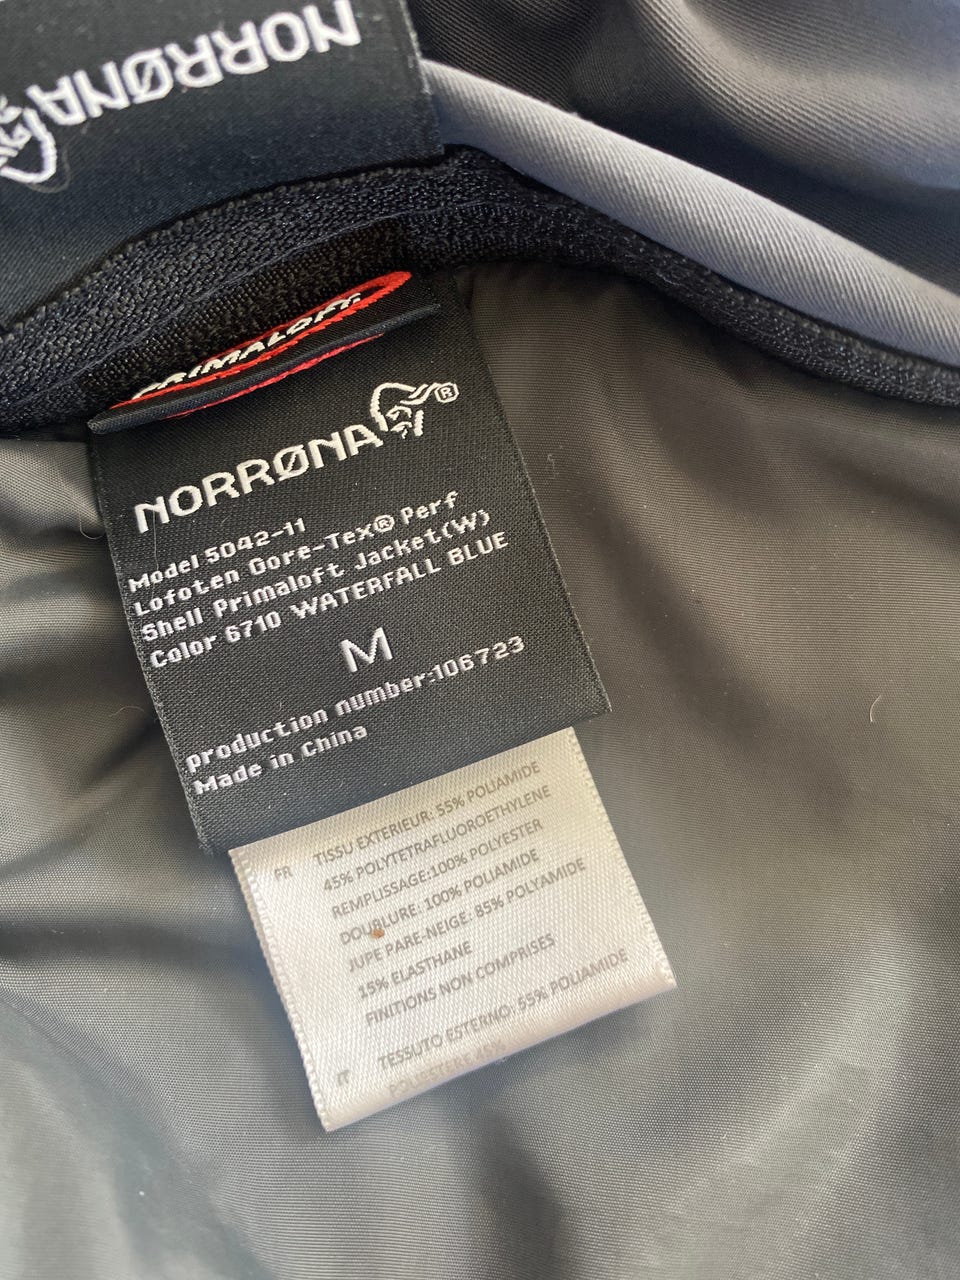 NORRØNA
PRIMALOFT
NORRØNA®
Model 5042-11
Lofoten Gore-Tex® Perf
Shell Primaloft Jacket(W)
Color 6710 WATERFALL BLUE
M
production number:106723
Made in China
FR TISSU EXTERIEUR: 55% POLIAMIDE
45% POLYTETRAFLUOROETHYLENE
REMPLISSAGE:100% POLYESTER
DOUBLURE: 100% POLIAMIDE
JUPE PARE-NEIGE: 85% POLYAMIDE
15% ELASTHANE
FINITIONS NON COMPRISES
IT TESSUTO ESTERNO: 55% POLIAMIDE
POLIESTERE 45%